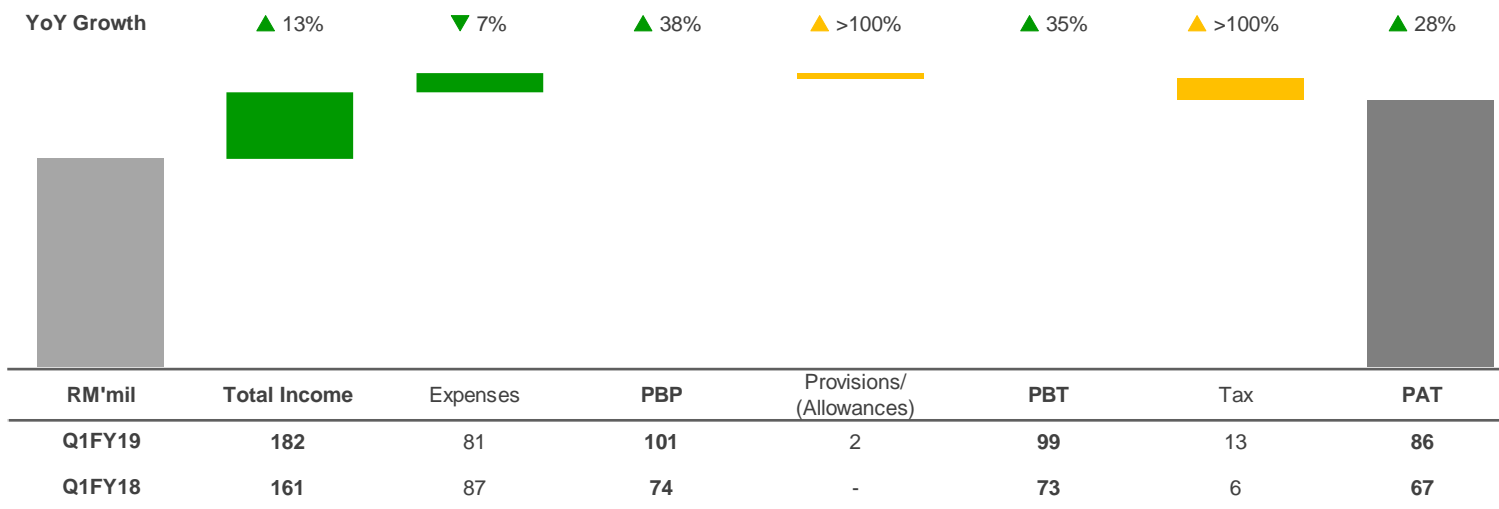 YoY Growth ▲ 13% ▼ 7% ▲ 38% ▲ >100% ▲ 35% ▲ >100% ▲ 28%
RM'mil Total Income Expenses PBP Provisions/ (Allowances) PBT Tax PAT
Q1FY19 182 81 101 2 99 13 86
Q1FY18 161 87 74 - 73 6 67